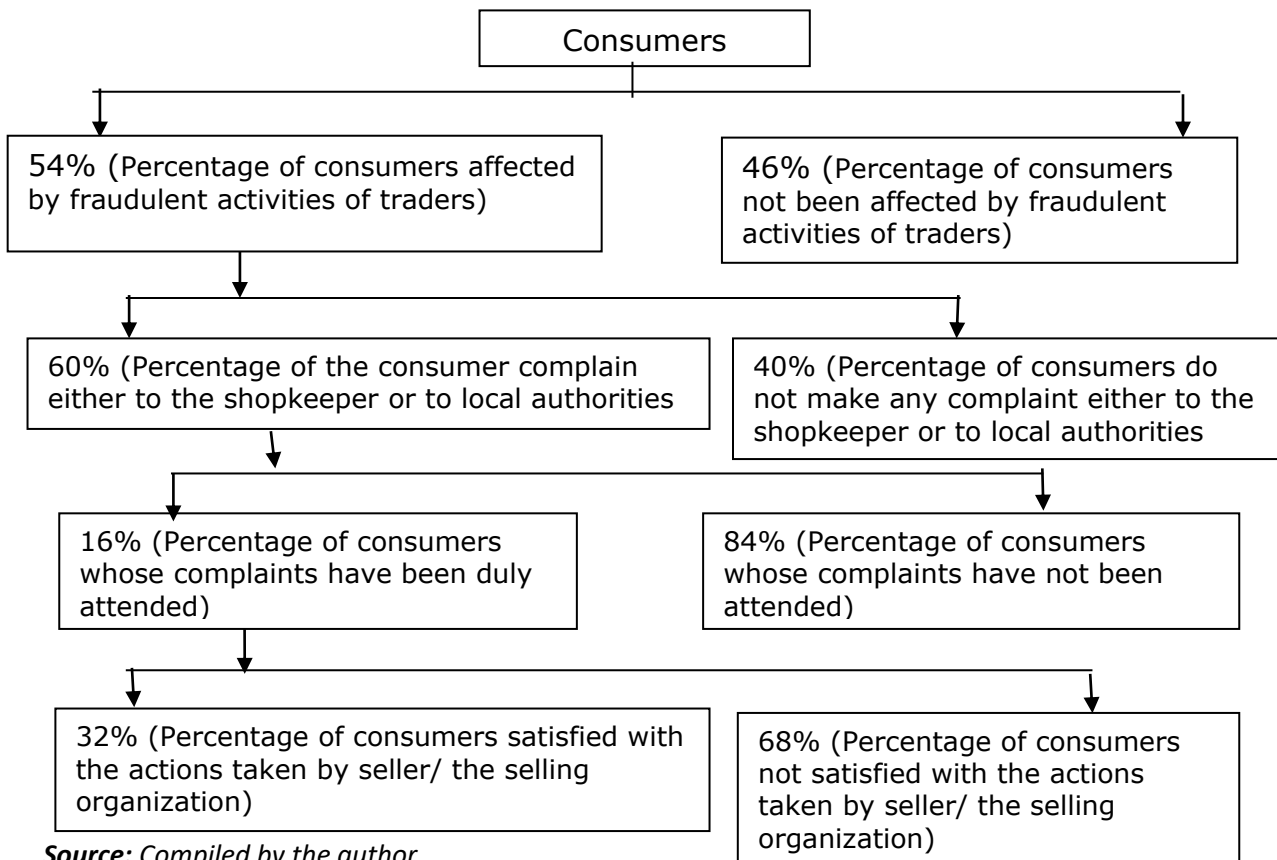 Consumers
54% (Percentage of consumers affected
by fraudulent activities of traders)
46% (Percentage of consumers
not been affected by fraudulent
activities of traders)
60% (Percentage of the consumer complain
either to the shopkeeper or to local authorities
40% (Percentage of consumers do
not make any complaint either to the
shopkeeper or to local authorities
16% (Percentage of consumers
whose complaints have been duly
attended)
84% (Percentage of consumers
whose complaints have not been
attended)
32% (Percentage of consumers satisfied with
the actions taken by seller/ the selling
organization)
68% (Percentage of consumers
not satisfied with the actions
taken by seller/ the selling
organization)
Source: Compiled by the author